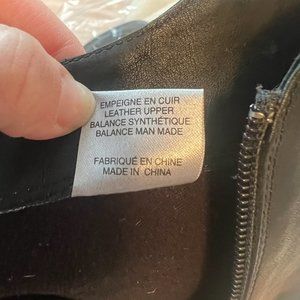 EMPEIGNE EN CUIR
LEATHER UPPER
BALANCE SYNTHÉTIQUE
BALANCE MAN MADE
FABRIQUÉ EN CHINE
MADE IN CHINA